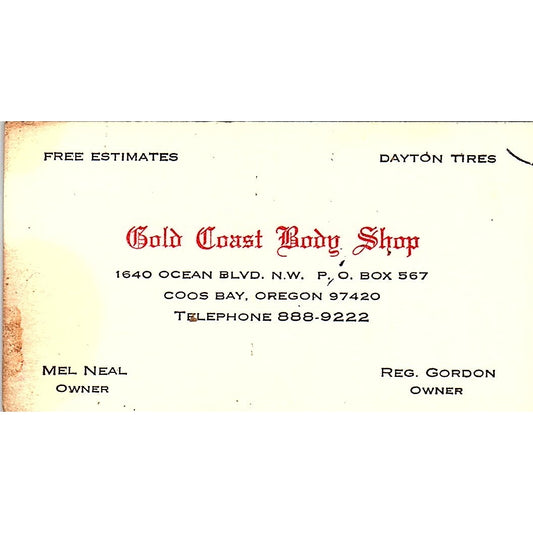 FREE ESTIMATES
DAYTON TIRES
Gold Coast Body Shop
1640 OCEAN BLVD. N.W. P.O. BOX 567
COOS BAY, OREGON 97420
TELEPHONE 888-9222
MEL NEAL
OWNER
REG. GORDON
OWNER